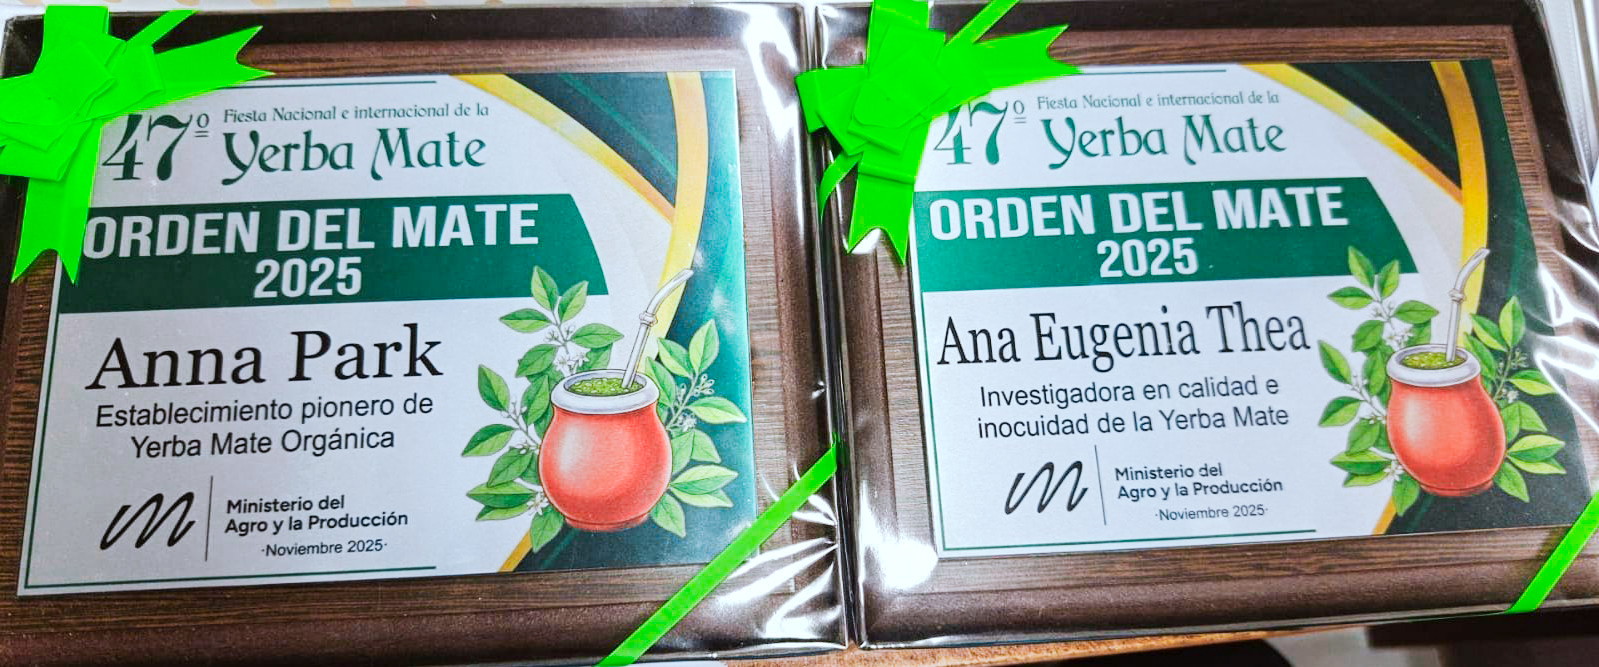 47º Fiesta Nacional e internacional de la
Yerba Mate
ORDEN DEL MATE
2025
Anna Park
Establecimiento pionero de
Yerba Mate Orgánica
Ministerio del
Agro y la Producción
·Noviembre 2025·
47º Fiesta Nacional e internacional de la
Yerba Mate
ORDEN DEL MATE
2025
Ana Eugenia Thea
Investigadora en calidad e
inocuidad de la Yerba Mate
Ministerio del
Agro y la Producción
·Noviembre 2025·